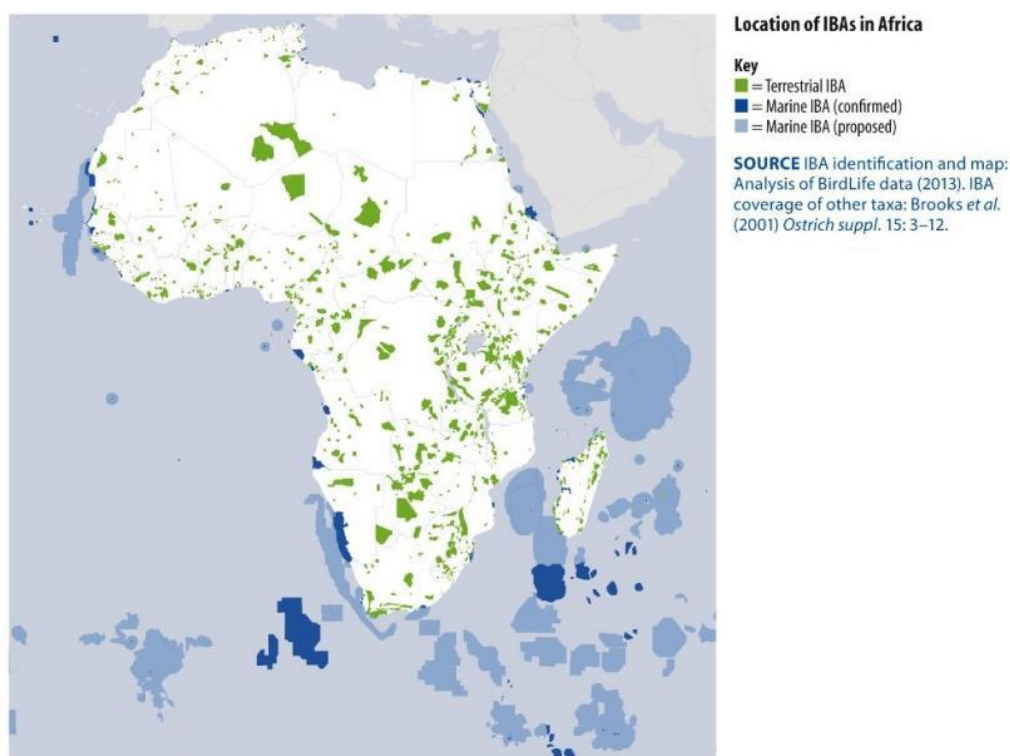 Location of IBAs in Africa
Key
= Terrestrial IBA
= Marine IBA (confirmed)
= Marine IBA (proposed)
SOURCE IBA identification and map:
Analysis of BirdLife data (2013). IBA
coverage of other taxa: Brooks et al.
(2001) Ostrich suppl. 15: 3–12.